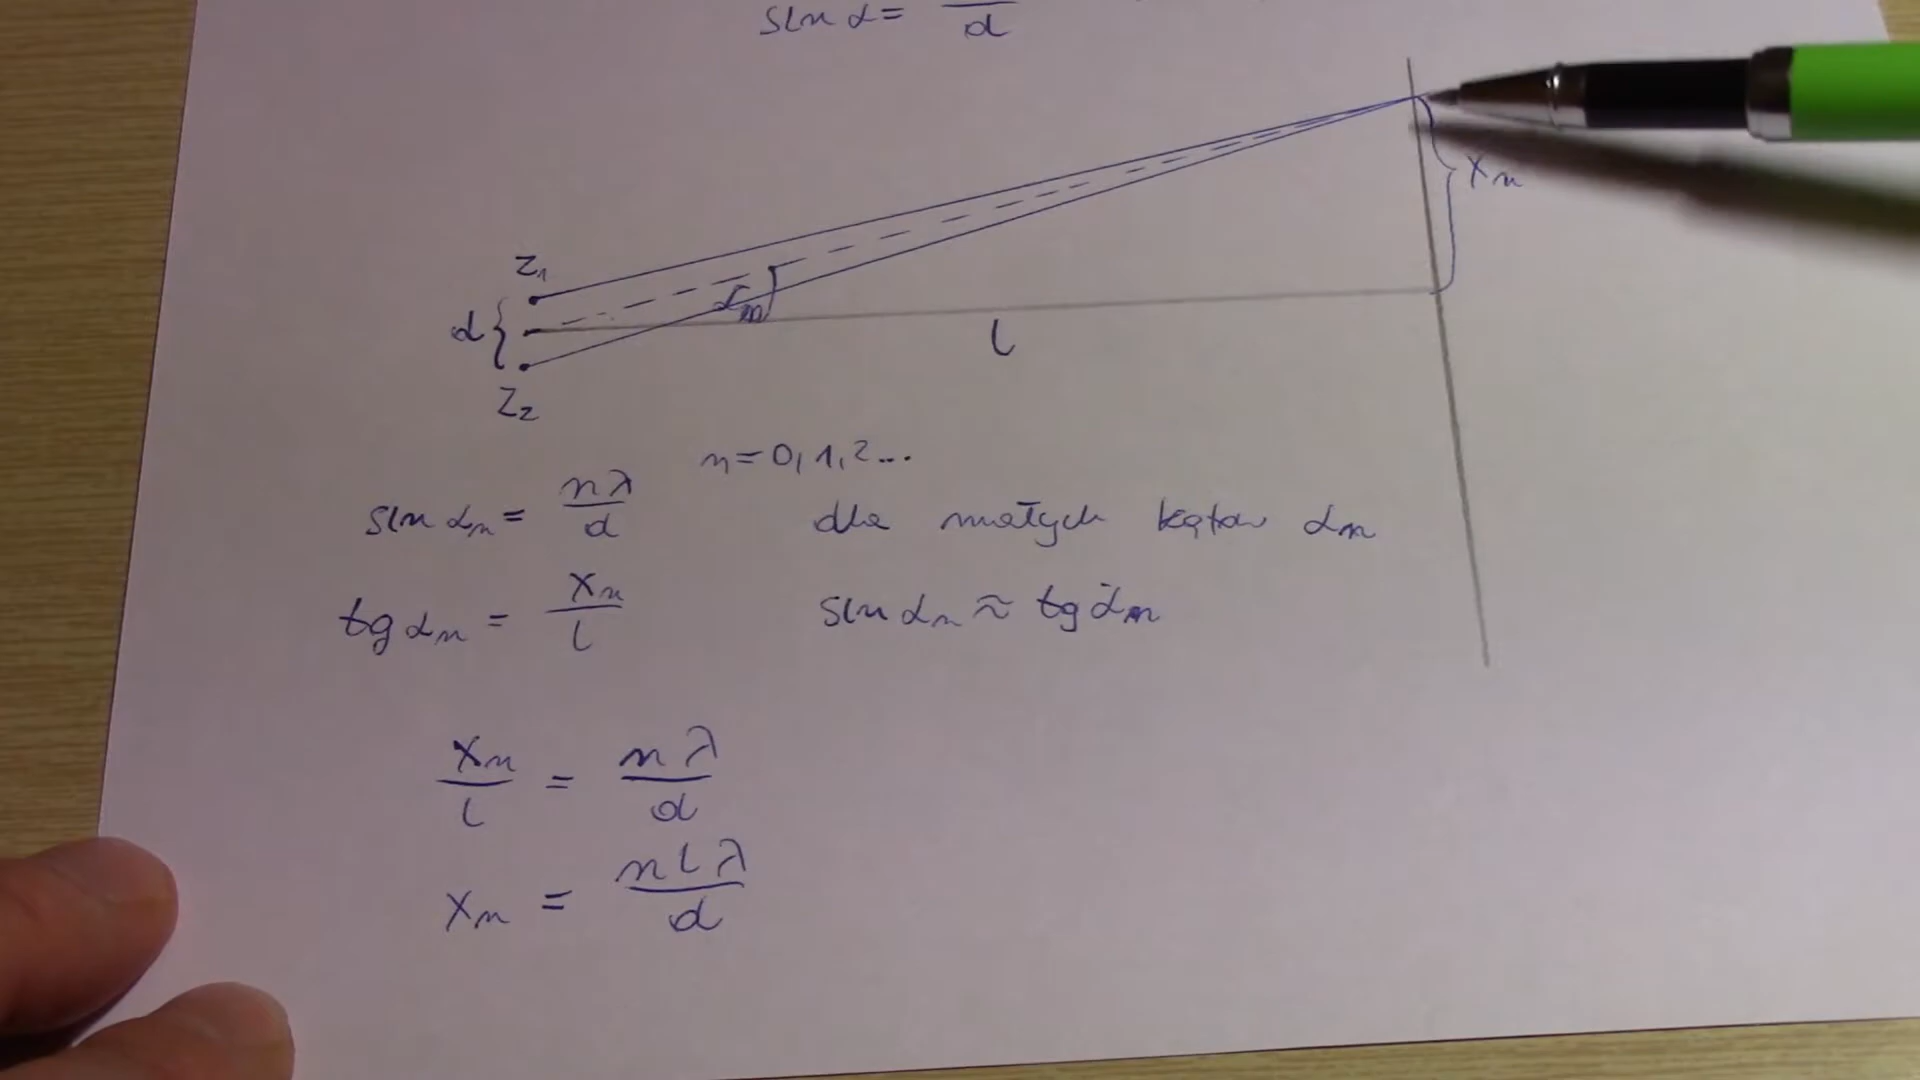 sin α = —/d
xₙ
Z₁
αₙ
d
l
Z₂
n = 0, 1, 2...
sin αₙ = nλ/d
dla małych kątów αₙ
tg αₙ = xₙ/l
sin αₙ ≈ tg αₙ
xₙ/l = nλ/d
xₙ = nlλ/d